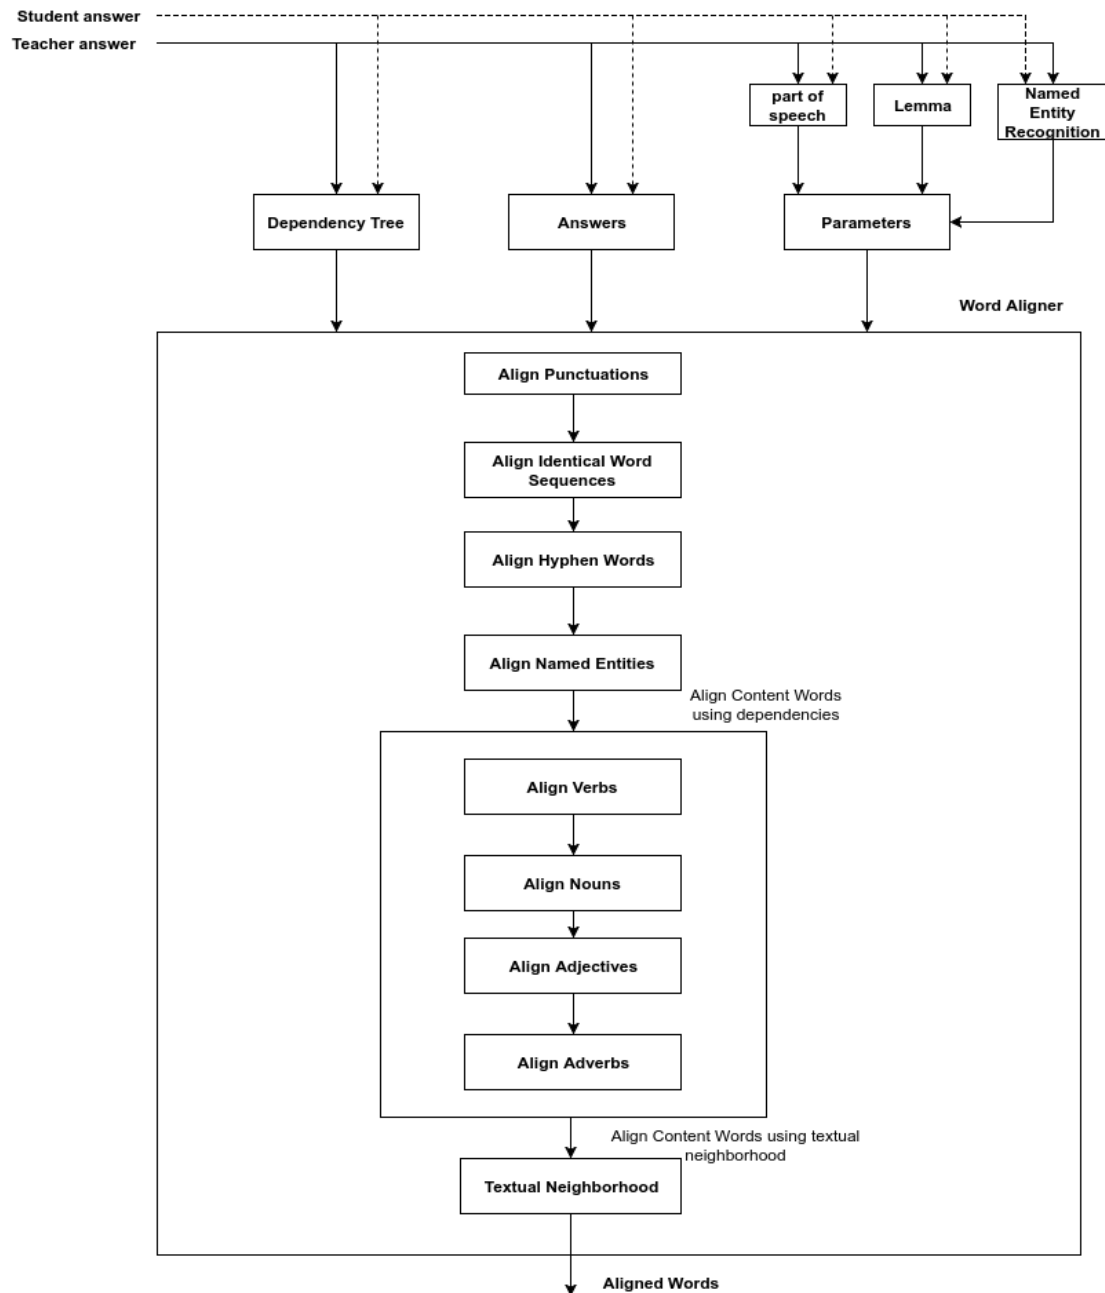 Student answer
Teacher answer
part of
speech
Lemma
Named
Entity
Recognition
Dependency Tree
Answers
Parameters
Word Aligner
Align Punctuations
Align Identical Word
Sequences
Align Hyphen Words
Align Named Entities
Align Content Words
using dependencies
Align Verbs
Align Nouns
Align Adjectives
Align Adverbs
Align Content Words using textual
neighborhood
Textual Neighborhood
Aligned Words